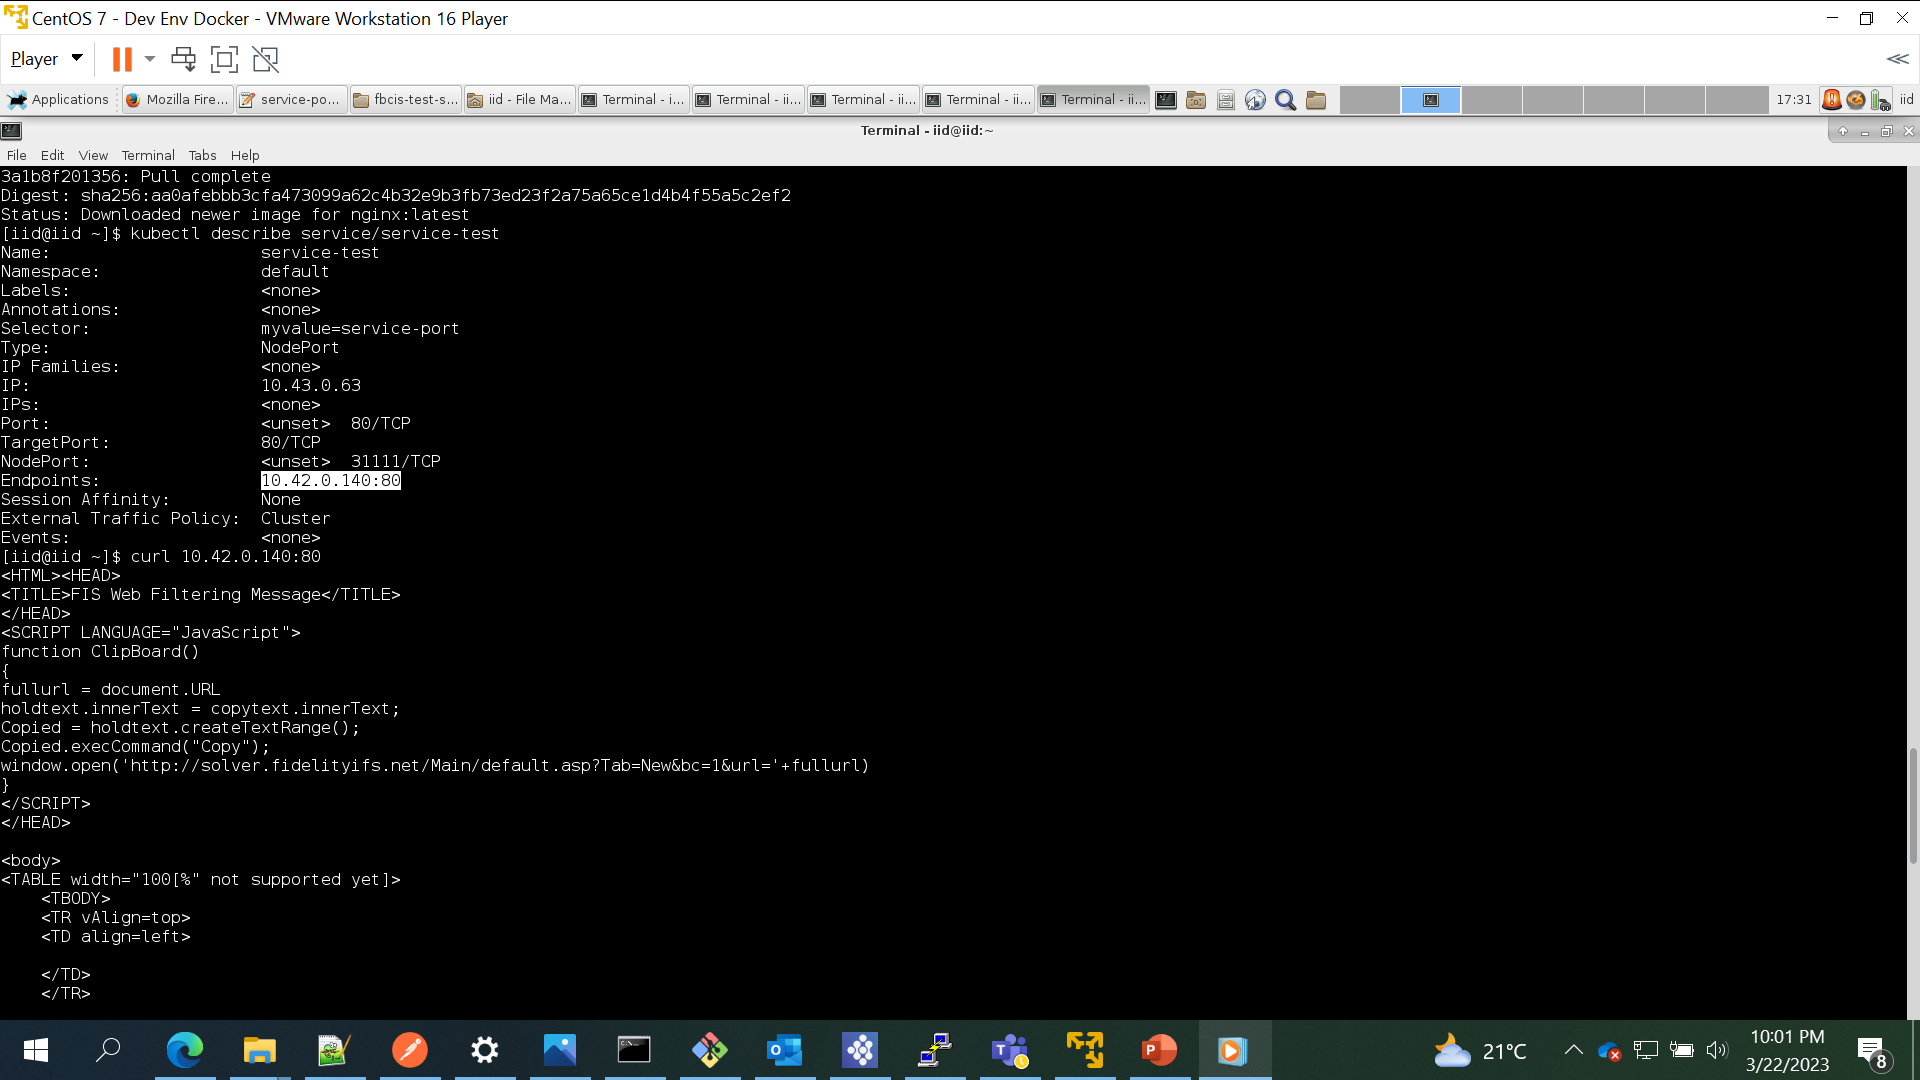 CentOS 7 - Dev Env Docker - VMware Workstation 16 Player
Player
Applications
Mozilla Fire...
service-po...
fbcis-test-s...
iid - File Ma...
Terminal - i...
Terminal - ii...
Terminal - ii...
Terminal - ii...
Terminal - ii...
17:31
iid
Terminal - iid@iid:~
File Edit View Terminal Tabs Help
3a1b8f201356: Pull complete
Digest: sha256:aa0afebbb3cfa473099a62c4b32e9b3fb73ed23f2a75a65ce1d4b4f55a5c2ef2
Status: Downloaded newer image for nginx:latest
[iid@iid ~]$ kubectl describe service/service-test
Name: service-test
Namespace: default
Labels: <none>
Annotations: <none>
Selector: myvalue=service-port
Type: NodePort
IP Families: <none>
IP: 10.43.0.63
IPs: <none>
Port: <unset> 80/TCP
TargetPort: 80/TCP
NodePort: <unset> 31111/TCP
Endpoints: 10.42.0.140:80
Session Affinity: None
External Traffic Policy: Cluster
Events: <none>
[iid@iid ~]$ curl 10.42.0.140:80
<HTML><HEAD>
<TITLE>FIS Web Filtering Message</TITLE>
</HEAD>
<SCRIPT LANGUAGE="JavaScript">
function ClipBoard()
{
fullurl = document.URL
holdtext.innerText = copytext.innerText;
Copied = holdtext.createTextRange();
Copied.execCommand("Copy");
window.open('http://solver.fidelityifs.net/Main/default.asp?Tab=New&bc=1&url='+fullurl)
}
</SCRIPT>
</HEAD>
<body>
<TABLE width="100[%" not supported yet]>
<TBODY>
<TR vAlign=top>
<TD align=left>
</TD>
</TR>
21°C
10:01 PM
3/22/2023
8